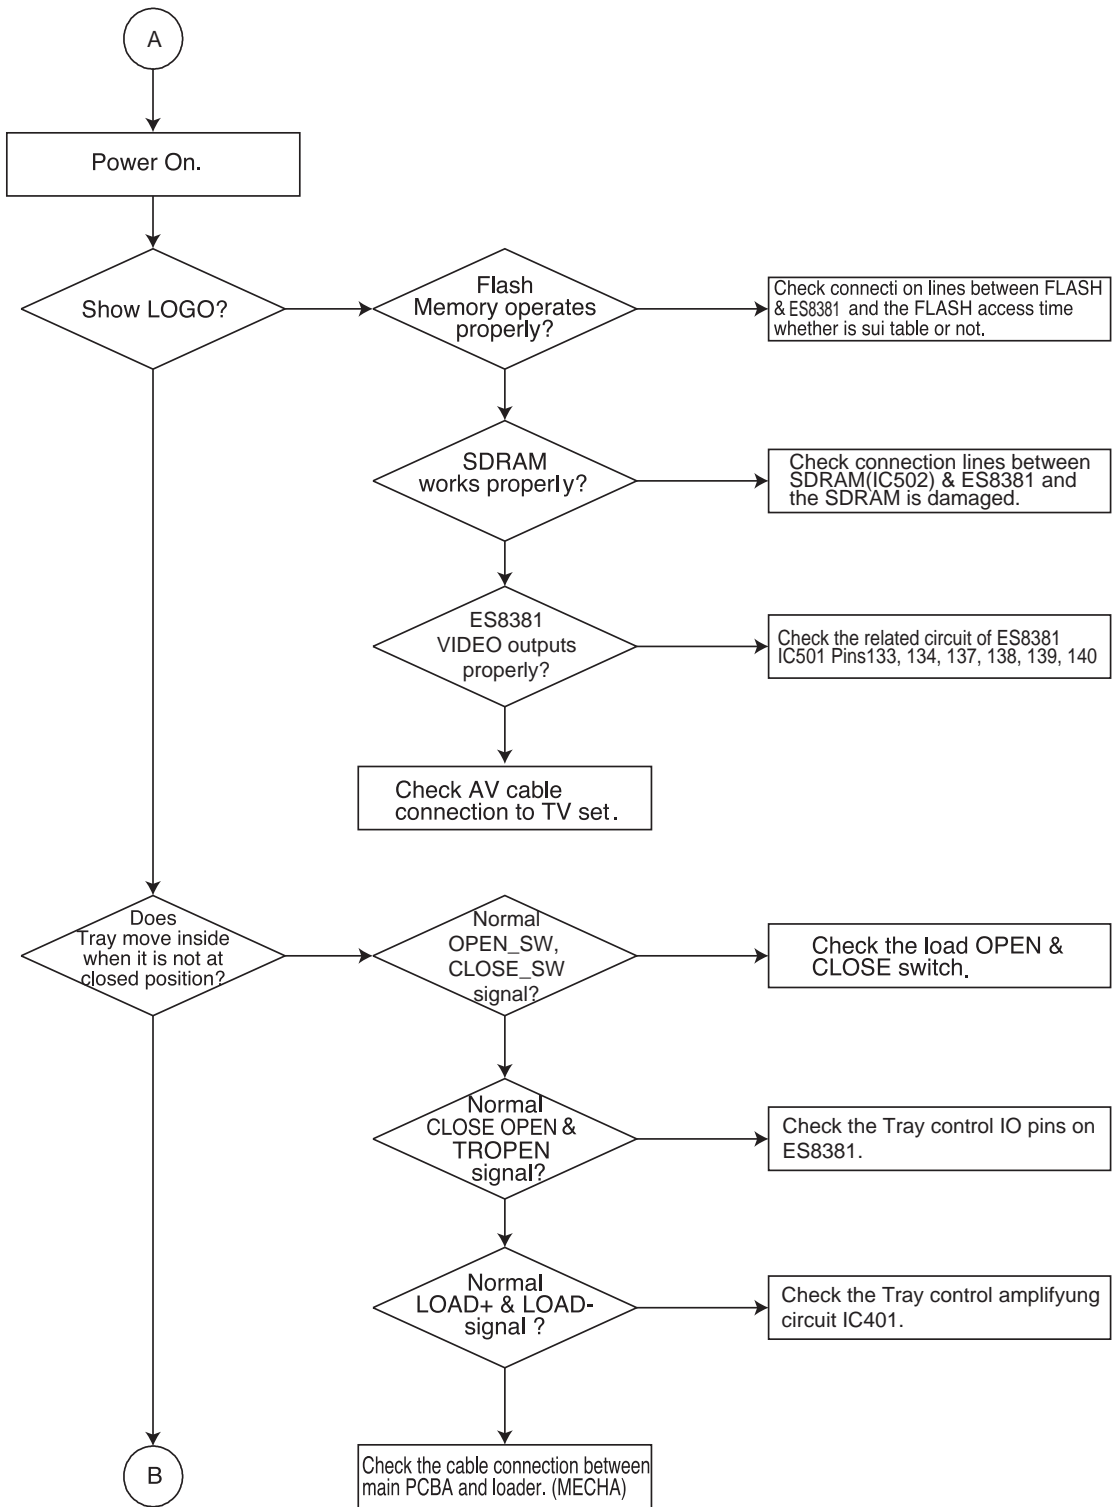 A
Power On.
Show LOGO?
Flash
Memory operates
properly?
Check connecti on lines between FLASH
& ES8381 and the FLASH access time
whether is sui table or not.
SDRAM
works properly?
Check connection lines between
SDRAM(IC502) & ES8381 and
the SDRAM is damaged.
ES8381
VIDEO outputs
properly?
Check the related circuit of ES8381
IC501 Pins133, 134, 137, 138, 139, 140
Check AV cable
connection to TV set.
Does
Tray move inside
when it is not at
closed position?
Normal
OPEN_SW,
CLOSE_SW
signal?
Check the load OPEN &
CLOSE switch.
Normal
CLOSE OPEN &
TROPEN
signal?
Check the Tray control IO pins on
ES8381.
Normal
LOAD+ & LOAD-
signal ?
Check the Tray control amplifyung
circuit IC401.
B
Check the cable connection between
main PCBA and loader. (MECHA)